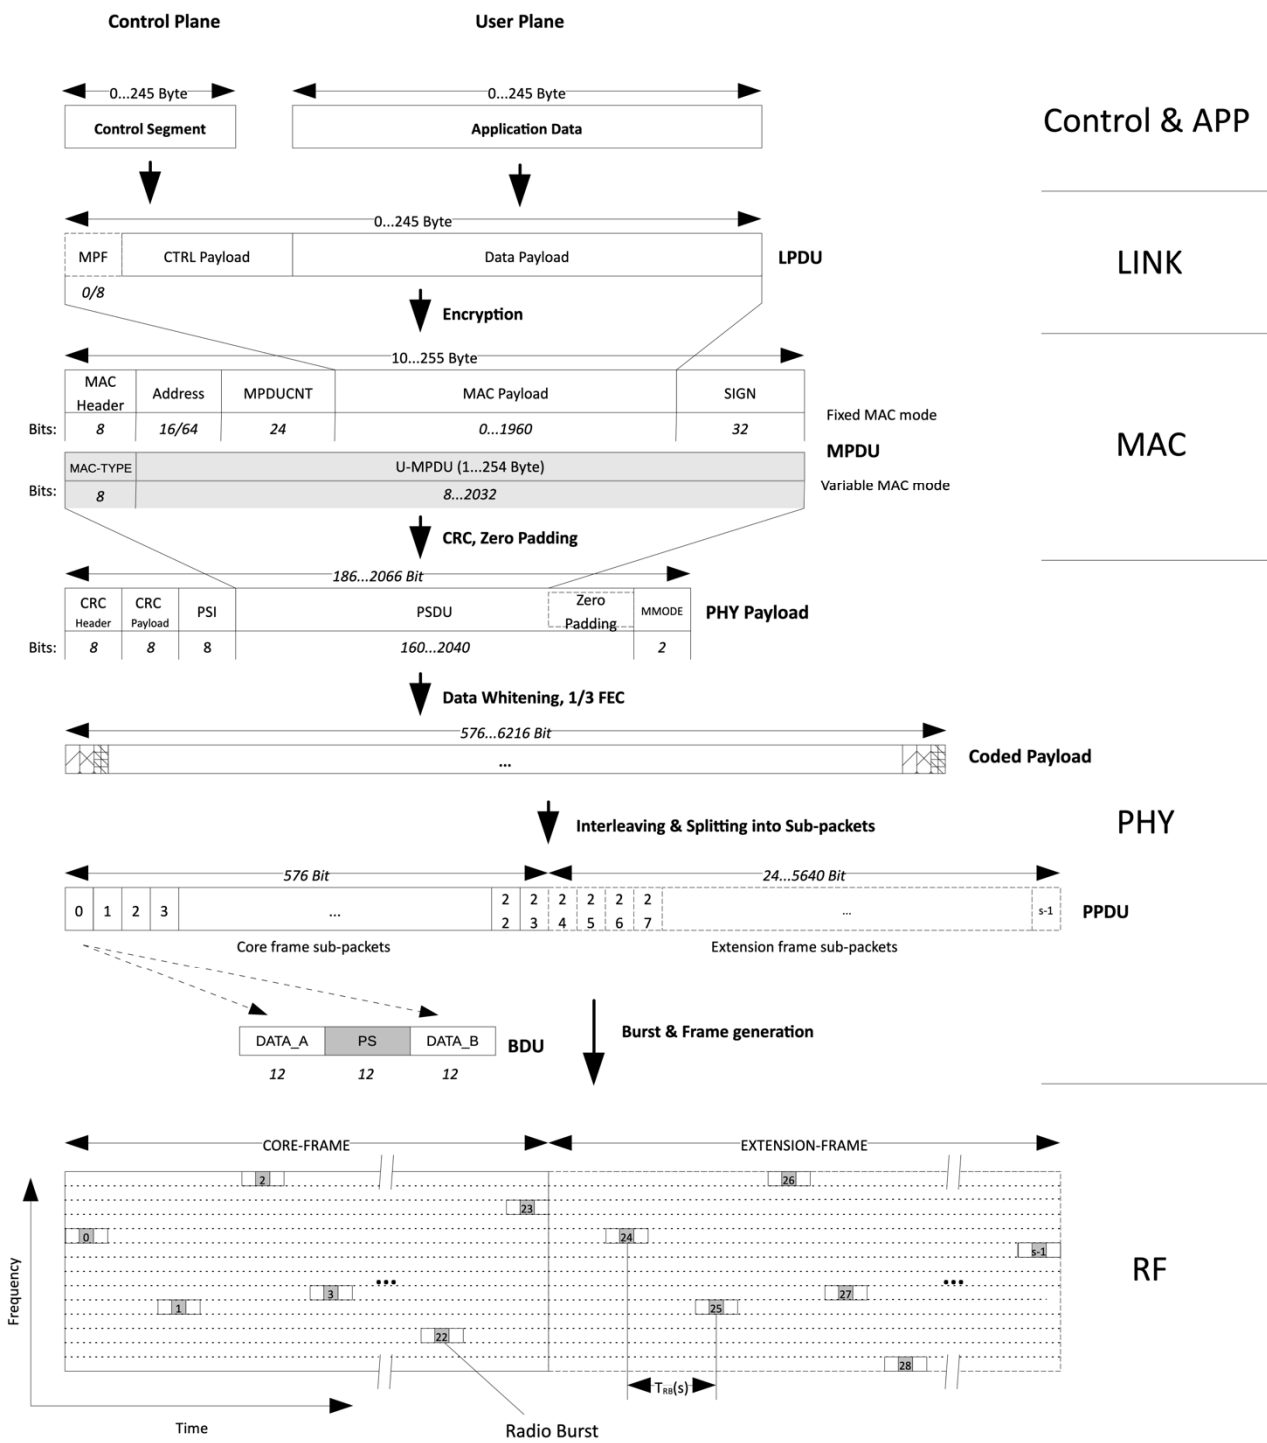 Control Plane
User Plane
0...245 Byte
0...245 Byte
Control Segment
Application Data
Control & APP
0...245 Byte
MPF
CTRL Payload
Data Payload
LPDU
LINK
0/8
Encryption
10...255 Byte
MAC
Header
Address
MPDUCNT
MAC Payload
SIGN
Fixed MAC mode
Bits:
8
16/64
24
0...1960
32
MPDU
MAC
MAC-TYPE
U-MPDU (1...254 Byte)
Bits:
8
8...2032
Variable MAC mode
CRC, Zero Padding
186...2066 Bit
CRC
Header
CRC
Payload
PSI
PSDU
Zero
Padding
MMODE
PHY Payload
Bits:
8
8
8
160...2040
2
Data Whitening, 1/3 FEC
576...6216 Bit
...
Coded Payload
Interleaving & Splitting into Sub-packets
PHY
576 Bit
24...5640 Bit
0
1
2
3
...
2
2
2
3
2
4
2
5
2
6
2
7
...
s-1
PPDU
Core frame sub-packets
Extension frame sub-packets
DATA_A
PS
DATA_B
BDU
12
12
12
Burst & Frame generation
CORE-FRAME
EXTENSION-FRAME
2
26
23
0
24
s-1
...
...
RF
3
27
1
25
22
28
Frequency
TRB(s)
Time
Radio Burst